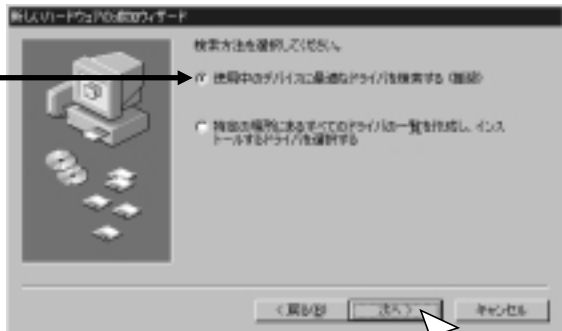 新しいハードウェアの追加ウィザード
検索方法を選択してください。
使用中のデバイスに最適なドライバを検索する（推奨）
特定の場所にあるすべてのドライバの一覧を作成し、インス
トールするドライバを選択する
< 戻る(B)
次へ >
キャンセル